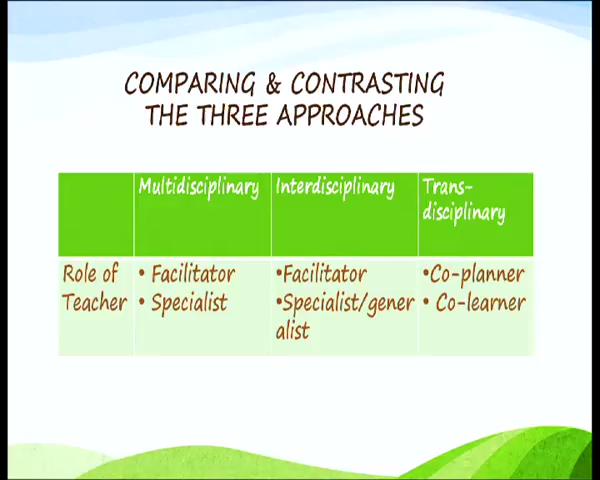 COMPARING & CONTRASTING
THE THREE APPROACHES
Multidisciplinary Interdisciplinary Trans-
disciplinary
Role of
Teacher
• Facilitator
• Specialist
•Facilitator
•Specialist/gener
alist
•Co-planner
• Co-learner